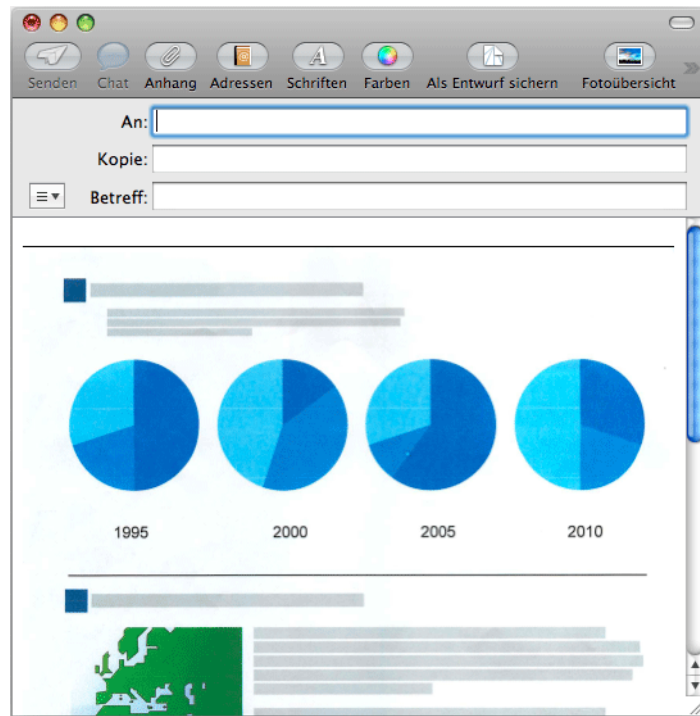 Senden Chat Anhang Adressen Schriften Farben Als Entwurf sichern Fotoübersicht
An:
Kopie:
Betreff:
1995 2000 2005 2010